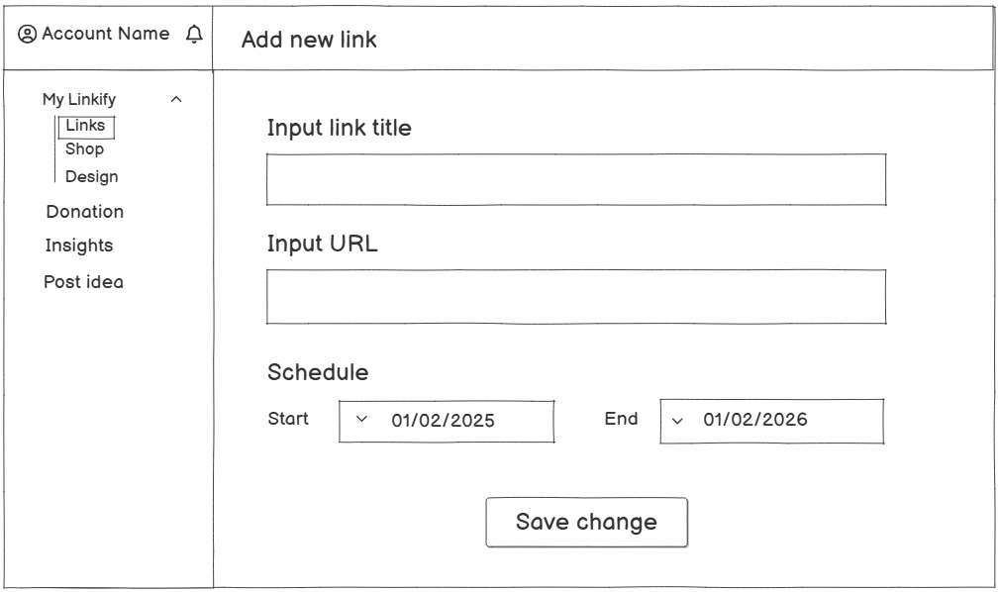 Account Name
Add new link
My Linkify
Links
Shop
Design
Donation
Insights
Post idea
Input link title
Input URL
Schedule
Start 01/02/2025 End 01/02/2026
Save change